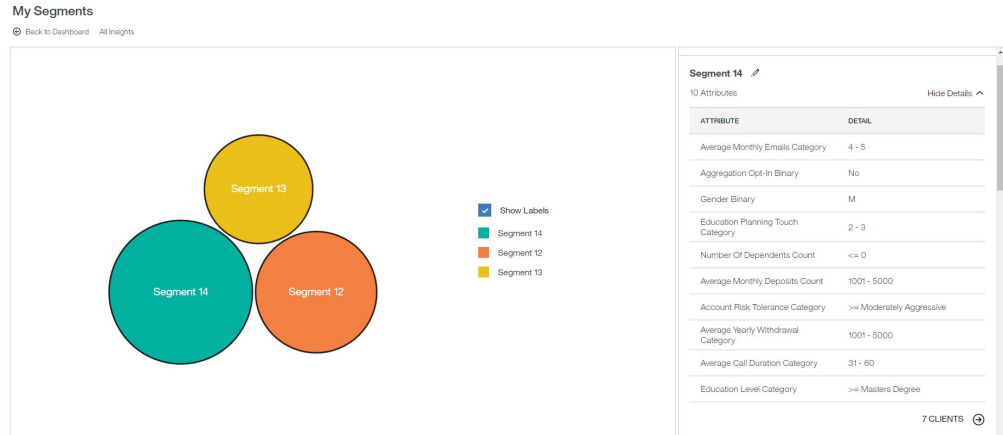 My Segments
Back to Dashboard All Insights
Segment 13
Segment 14
Segment 12
Show Labels
Segment 14
Segment 12
Segment 13
Segment 14
10 Attributes Hide Details
ATTRIBUTE DETAIL
Average Monthly Emails Category 4 - 5
Aggregation Opt-In Binary No
Gender Binary M
Education Planning Touch
Category 2 - 3
Number Of Dependents Count <= 0
Average Monthly Deposits Count 1001 - 5000
Account Risk Tolerance Category >= Moderately Aggressive
Average Yearly Withdrawal
Category 1001 - 5000
Average Call Duration Category 31 - 60
Education Level Category >= Masters Degree
7 CLIENTS